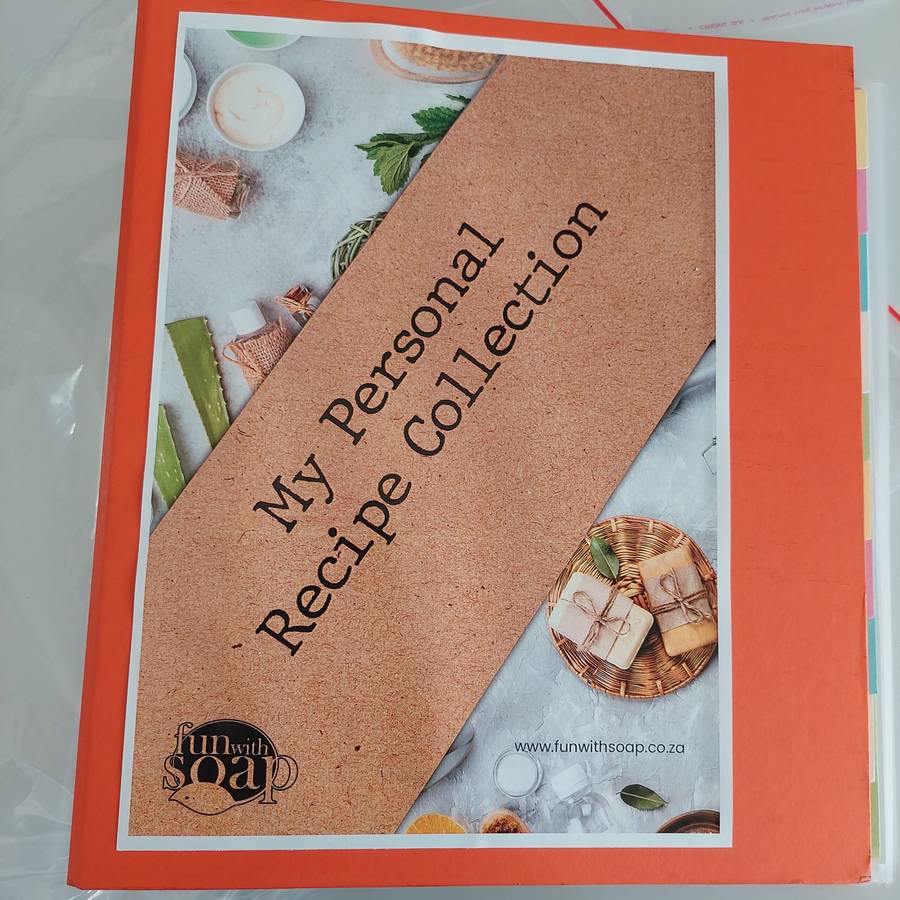 My Personal
Recipe Collection
fun with
soap
www.funwithsoap.co.za